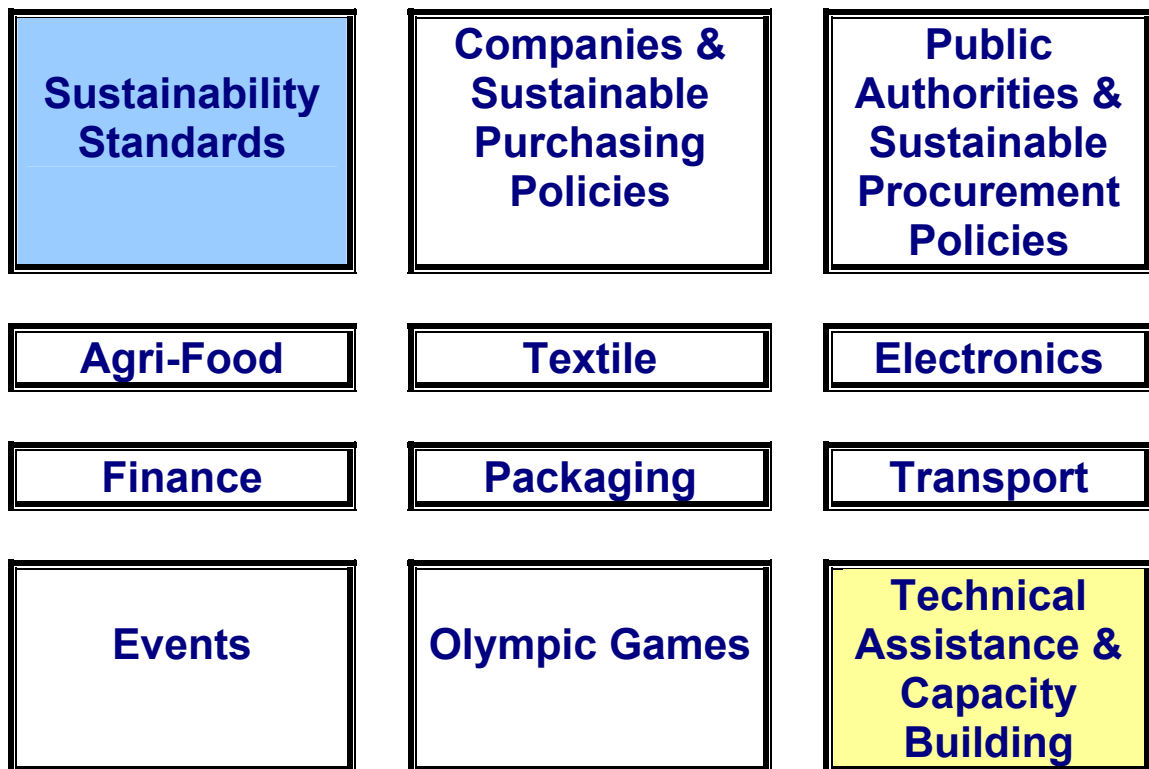 Sustainability
Standards
Companies &
Sustainable
Purchasing
Policies
Public
Authorities &
Sustainable
Procurement
Policies
Agri-Food
Textile
Electronics
Finance
Packaging
Transport
Events
Olympic Games
Technical
Assistance &
Capacity
Building